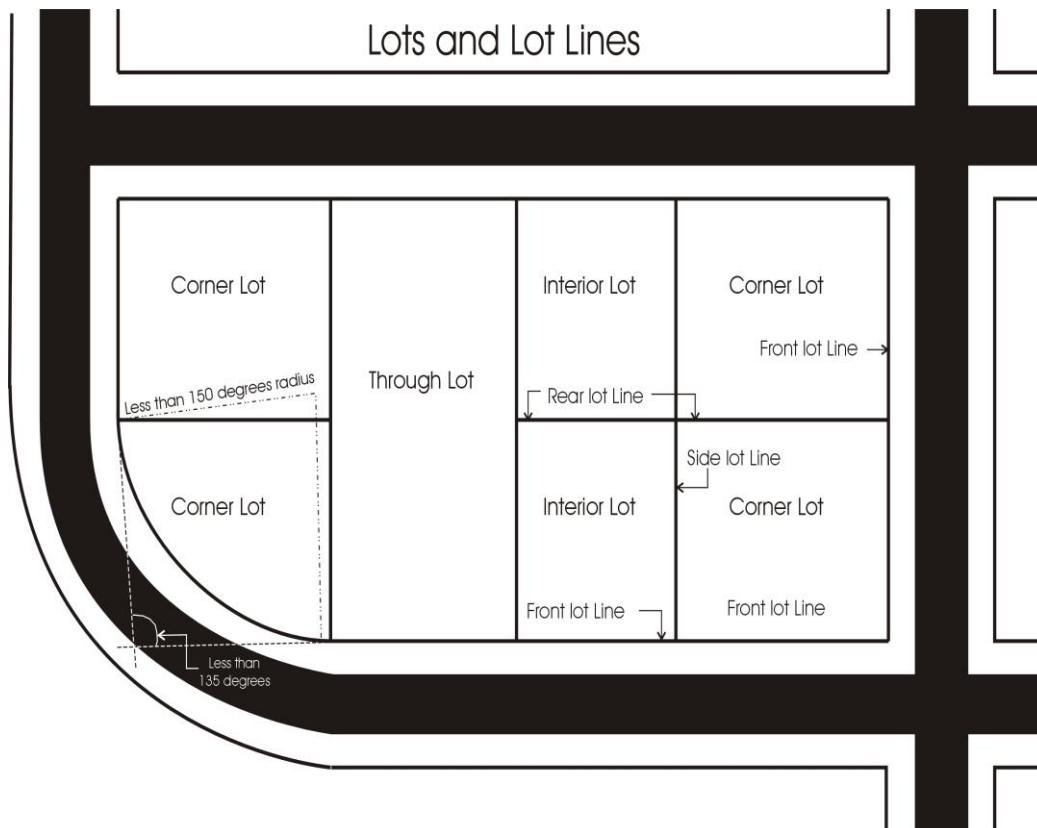 Lots and Lot Lines
Corner Lot
Interior Lot
Corner Lot
Front lot Line
Through Lot
Less than 150 degrees radius
Rear lot Line
Side lot Line
Corner Lot
Interior Lot
Corner Lot
Front lot Line
Front lot Line
Less than
135 degrees